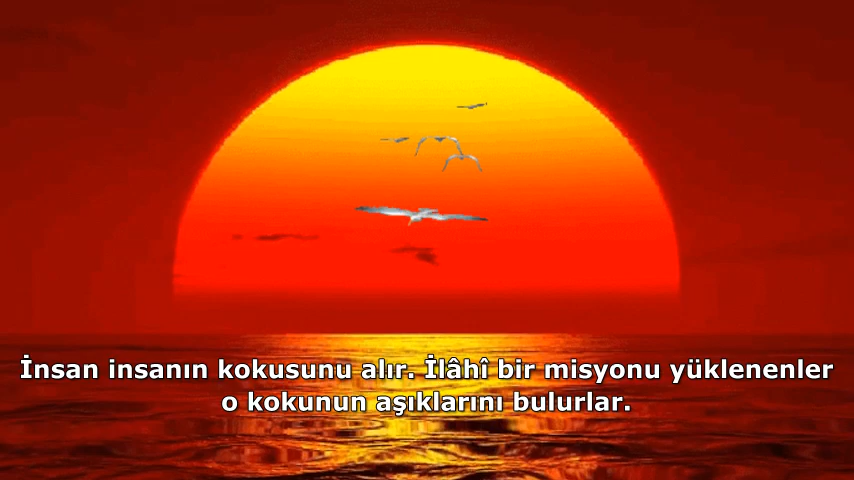 İnsan insanın kokusunu alır. İlâhî bir misyonu yüklenenler
o kokunun aşıklarını bulurlar.